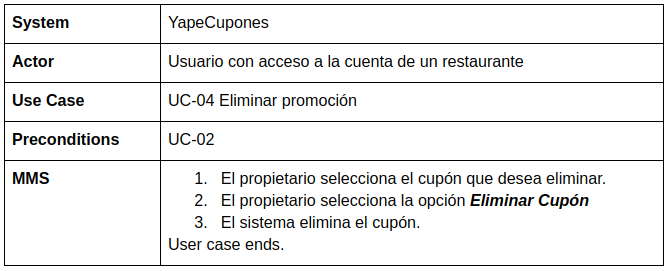 System YapeCupones
Actor Usuario con acceso a la cuenta de un restaurante
Use Case UC-04 Eliminar promoción
Preconditions UC-02
MMS 1. El propietario selecciona el cupón que desea eliminar.
2. El propietario selecciona la opción Eliminar Cupón
3. El sistema elimina el cupón.
User case ends.